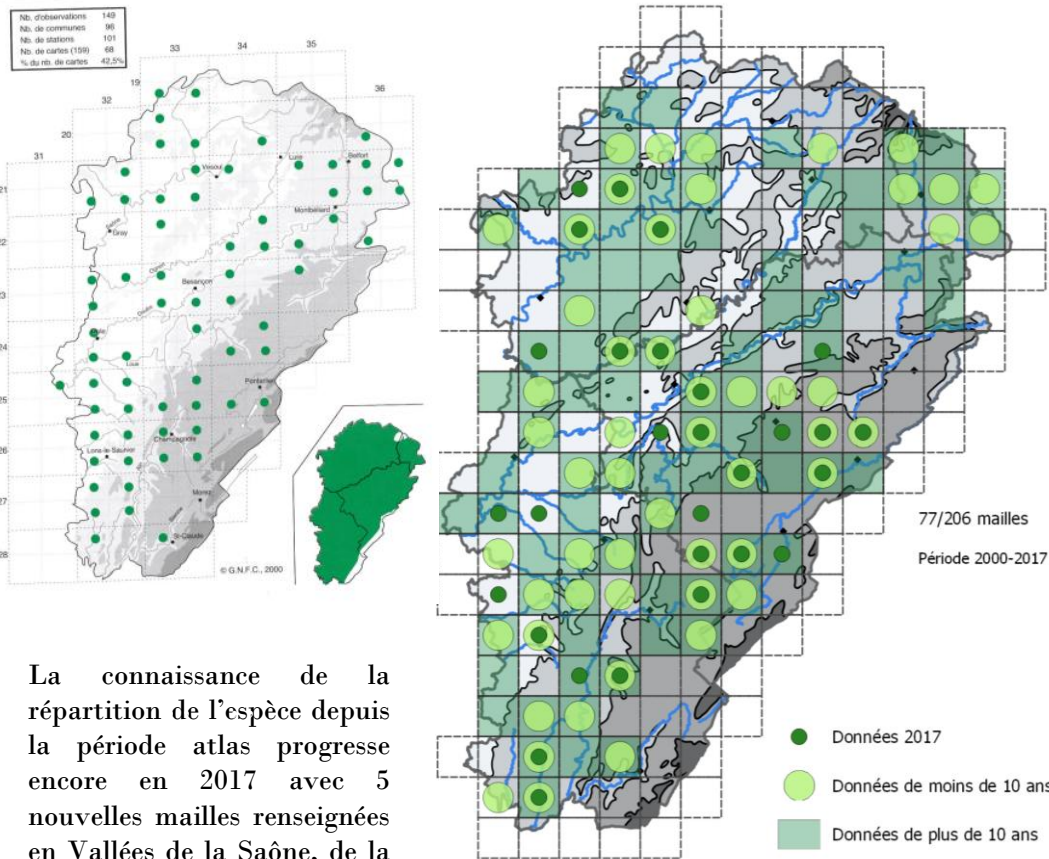 Nb. d'observations 149
Nb. de communes 96
Nb. de stations 101
Nb. de cartes (159) 68
% du nb. de cartes 42,5%
33
34
35
36
19
32
20
31
21
22
23
24
25
26
27
28
Vesoul
Lure
Belfort
Montbéliard
Gray
Saône
Ognon
Besançon
Doubs
Dole
Loue
Pontarlier
Champagnole
Lons-le-Saunier
Morez
St-Claude
© G.N.F.C., 2000
77/206 mailles
Période 2000-2017
Données 2017
Données de moins de 10 ans
Données de plus de 10 ans
La connaissance de la
répartition de l'espèce depuis
la période atlas progresse
encore en 2017 avec 5
nouvelles mailles renseignées
en Vallées de la Saône, de la